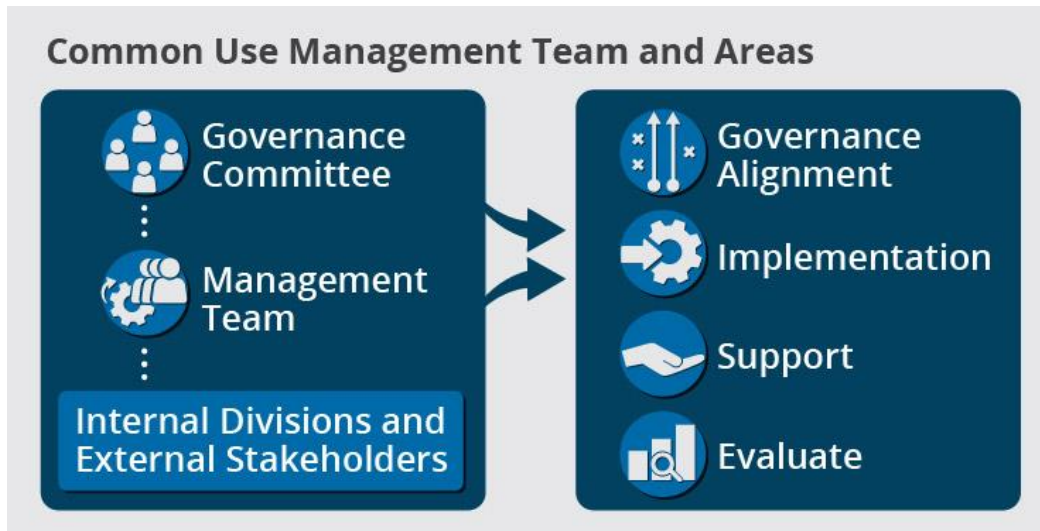 Common Use Management Team and Areas
Governance
Committee
Management
Team
Internal Divisions and
External Stakeholders
Governance
Alignment
Implementation
Support
Evaluate